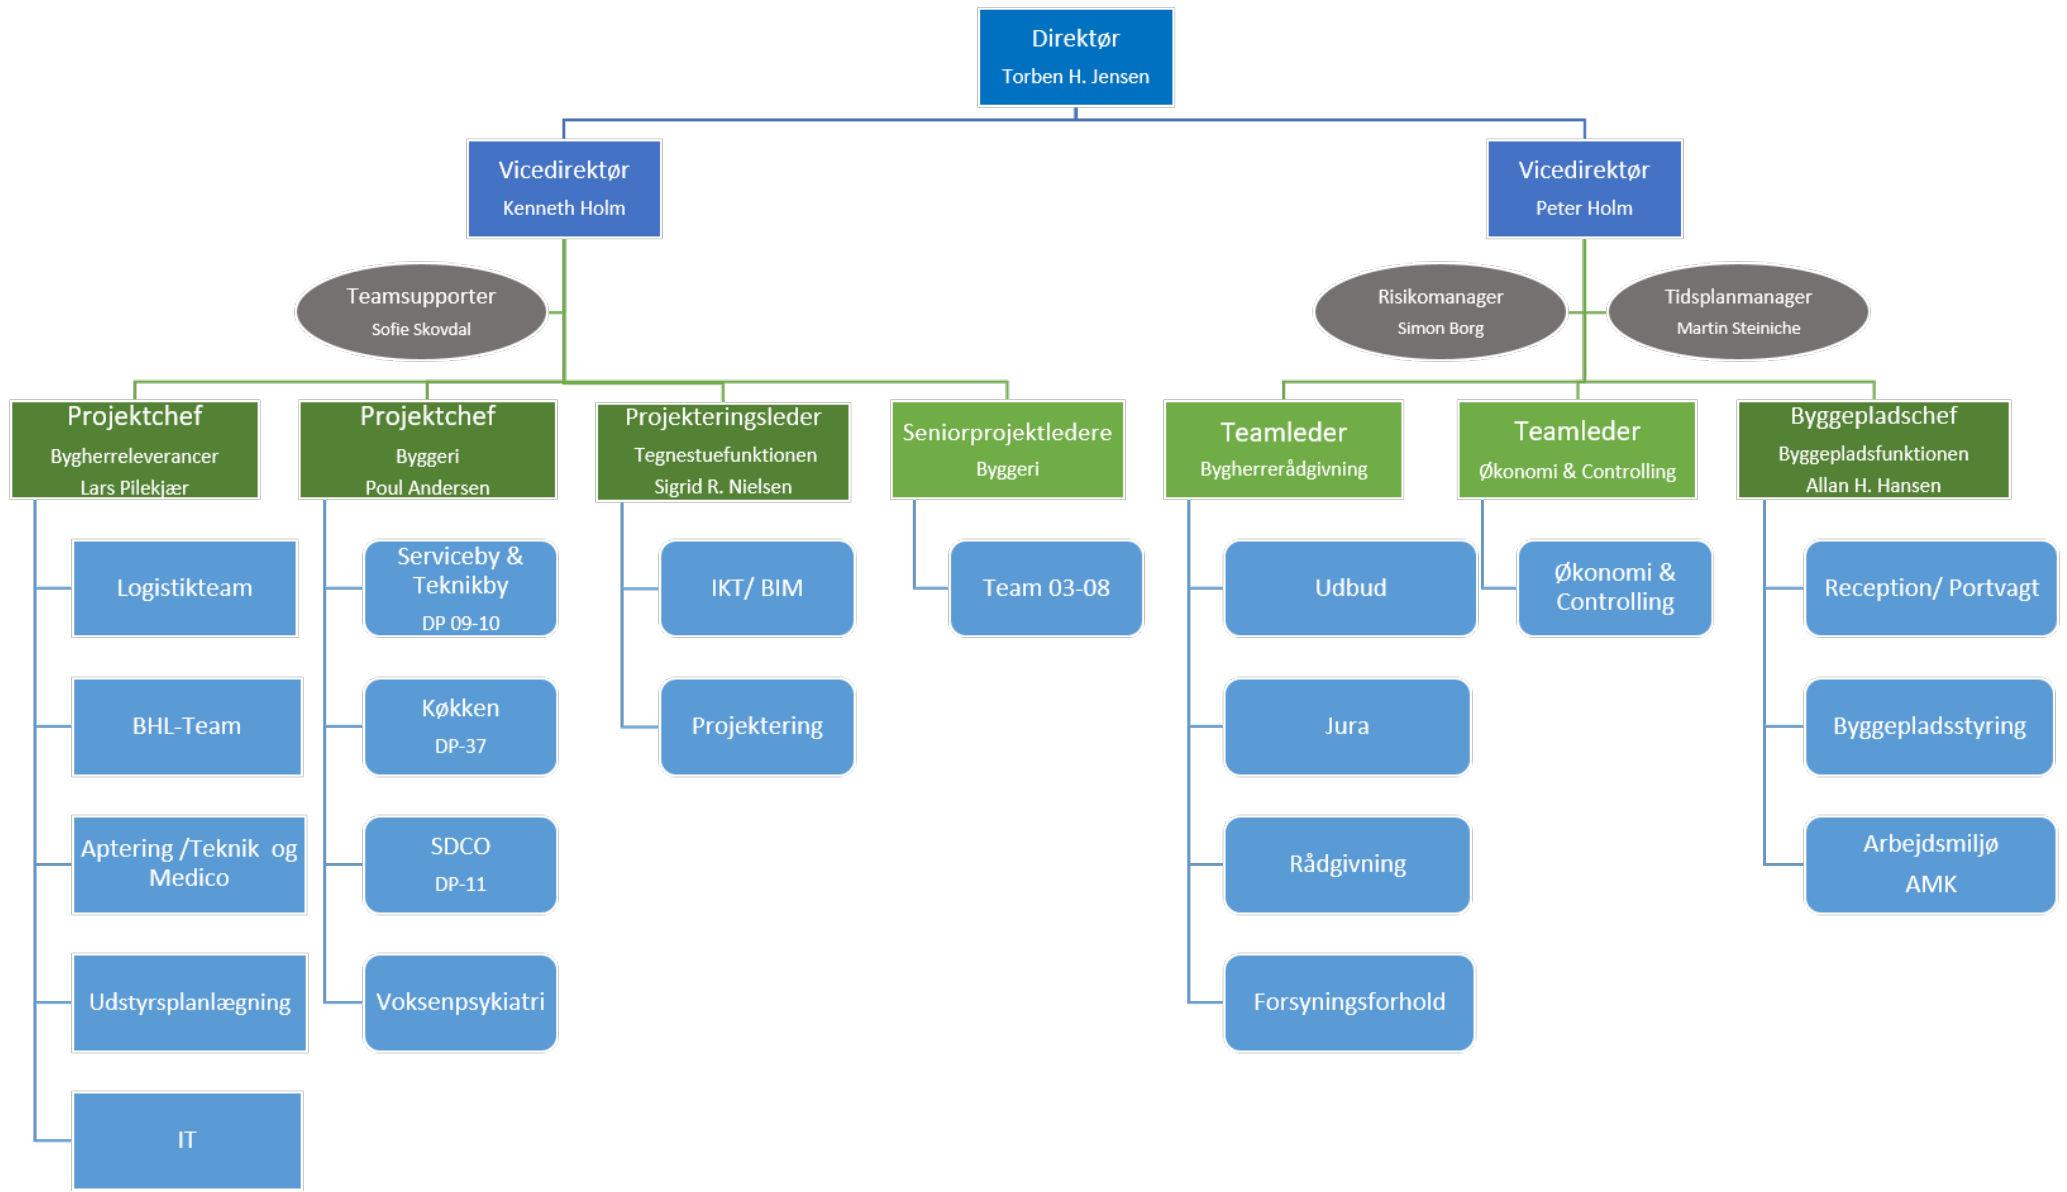 Direktør
Torben H. Jensen
Vicedirektør
Kenneth Holm
Vicedirektør
Peter Holm
Teamsupporter
Sofie Skovdal
Risikomanager
Simon Borg
Tidsplanmanager
Martin Steiniche
Projektchef
Bygherreleverancer
Lars Pilekjær
Projektchef
Byggeri
Poul Andersen
Projekteringsleder
Tegnestuefunktionen
Sigrid R. Nielsen
Seniorprojektledere
Byggeri
Teamleder
Bygherrerådgivning
Teamleder
Økonomi & Controlling
Byggepladschef
Byggepladsfunktionen
Allan H. Hansen
Logistikteam
BHL-Team
Aptering /Teknik og
Medico
Udstyrsplanlægning
IT
Serviceby &
Teknikby
DP 09-10
Køkken
DP-37
SDCO
DP-11
Voksenpsykiatri
IKT/ BIM
Projektering
Team 03-08
Udbud
Jura
Rådgivning
Forsyningsforhold
Økonomi &
Controlling
Reception/ Portvagt
Byggepladsstyring
Arbejdsmiljø
AMK